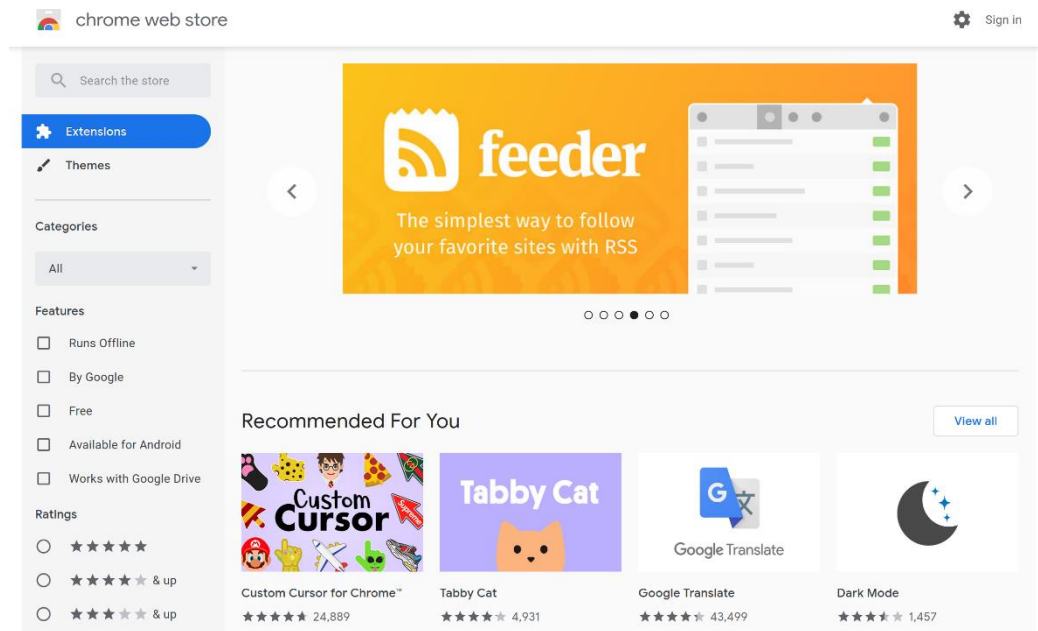 chrome web store
Sign in
Search the store
Extensions
Themes
Categories
All
Features
Runs Offline
By Google
Free
Available for Android
Works with Google Drive
Ratings
& up
& up
feeder
The simplest way to follow
your favorite sites with RSS
Recommended For You
View all
Custom
Cursor
Supreme
Tabby Cat
G
Google Translate
Custom Cursor for Chrome™
24,889
Tabby Cat
4,931
Google Translate
43,499
Dark Mode
1,457